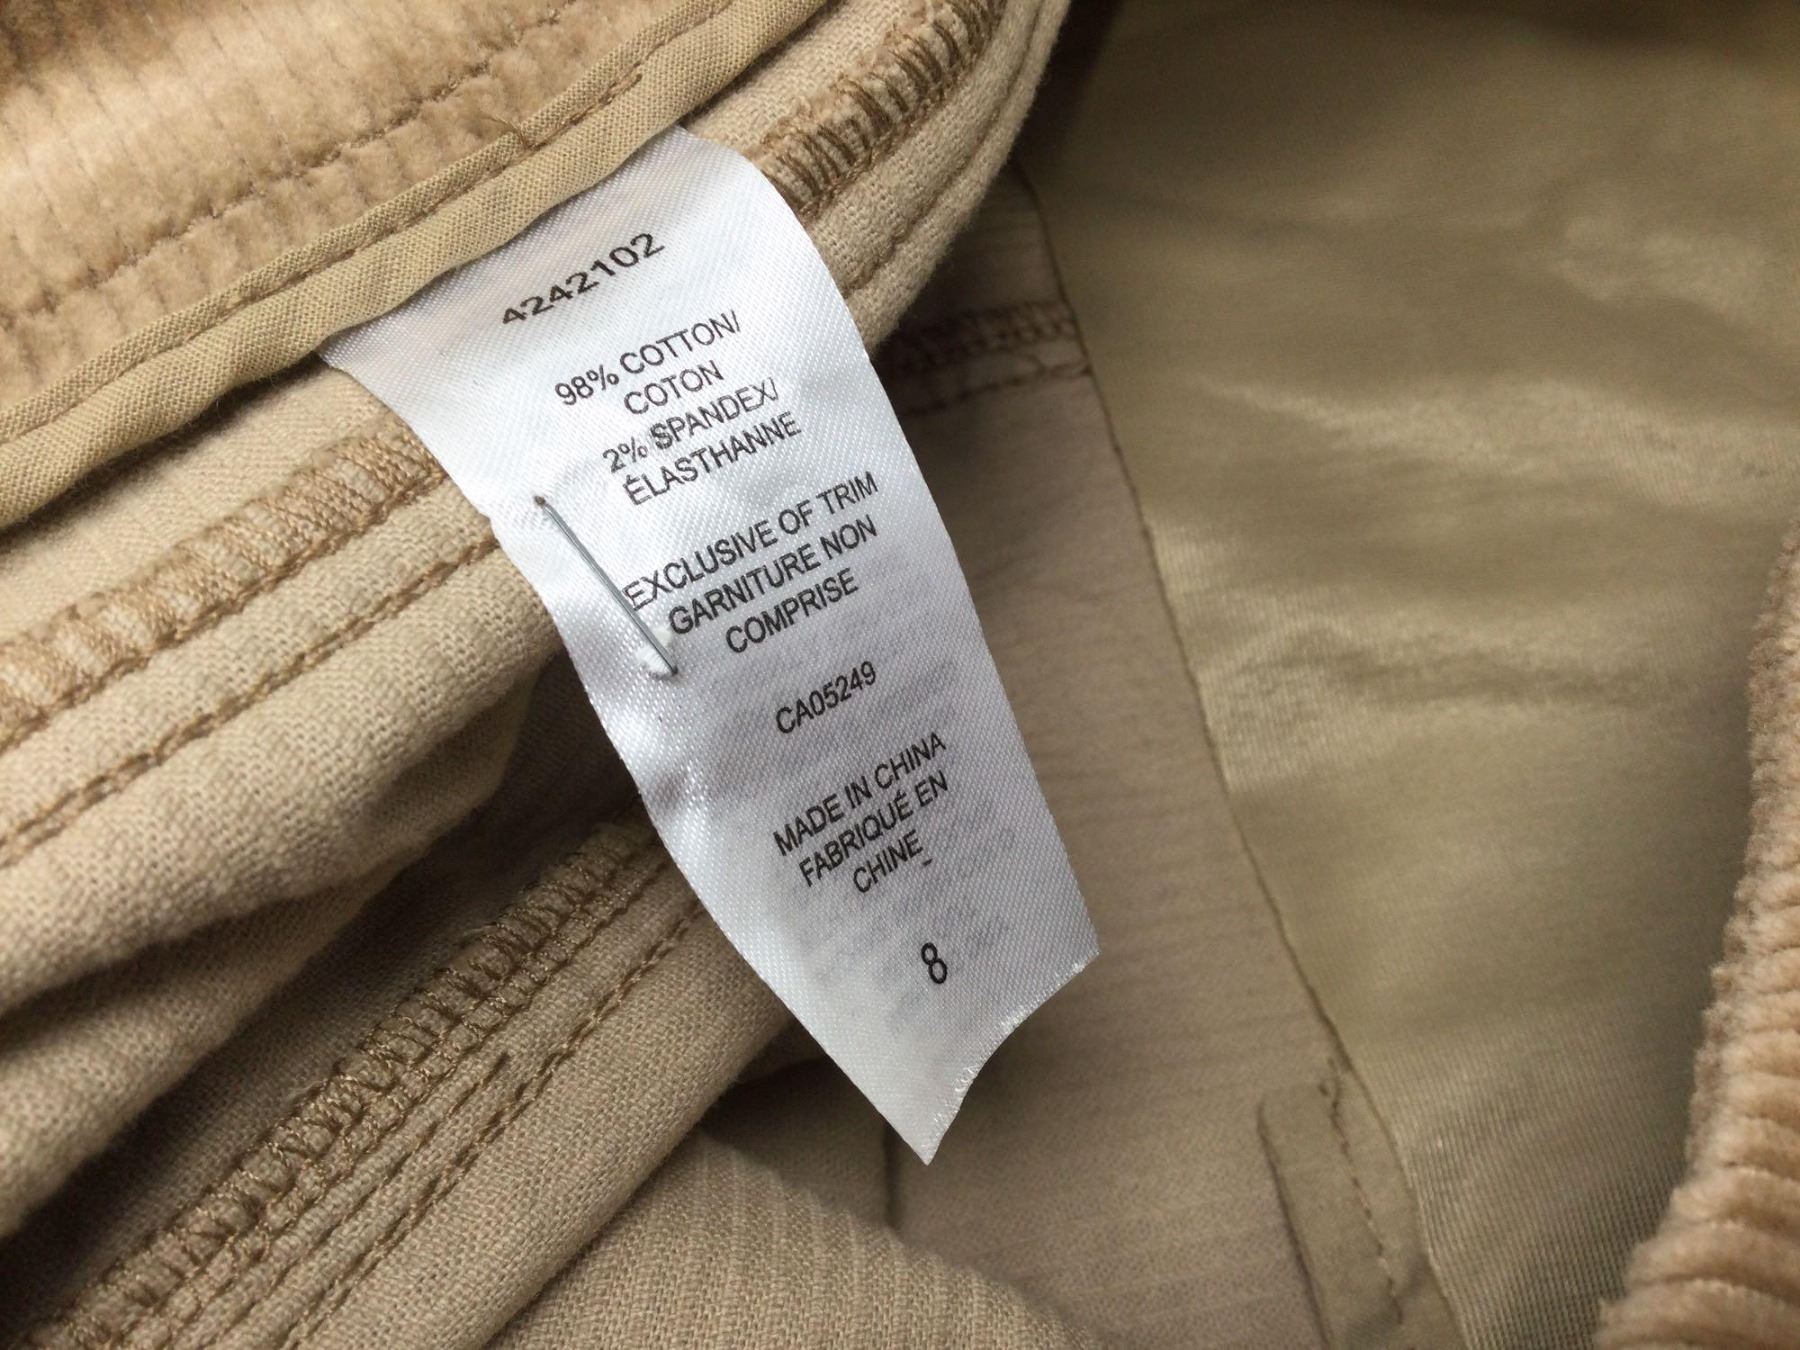 4242102
98% COTTON/
COTON
2% SPANDEX/
ÉLASTHANNE
EXCLUSIVE OF TRIM
GARNITURE NON
COMPRISE
CA05249
MADE IN CHINA
FABRIQUÉ EN
CHINE
8